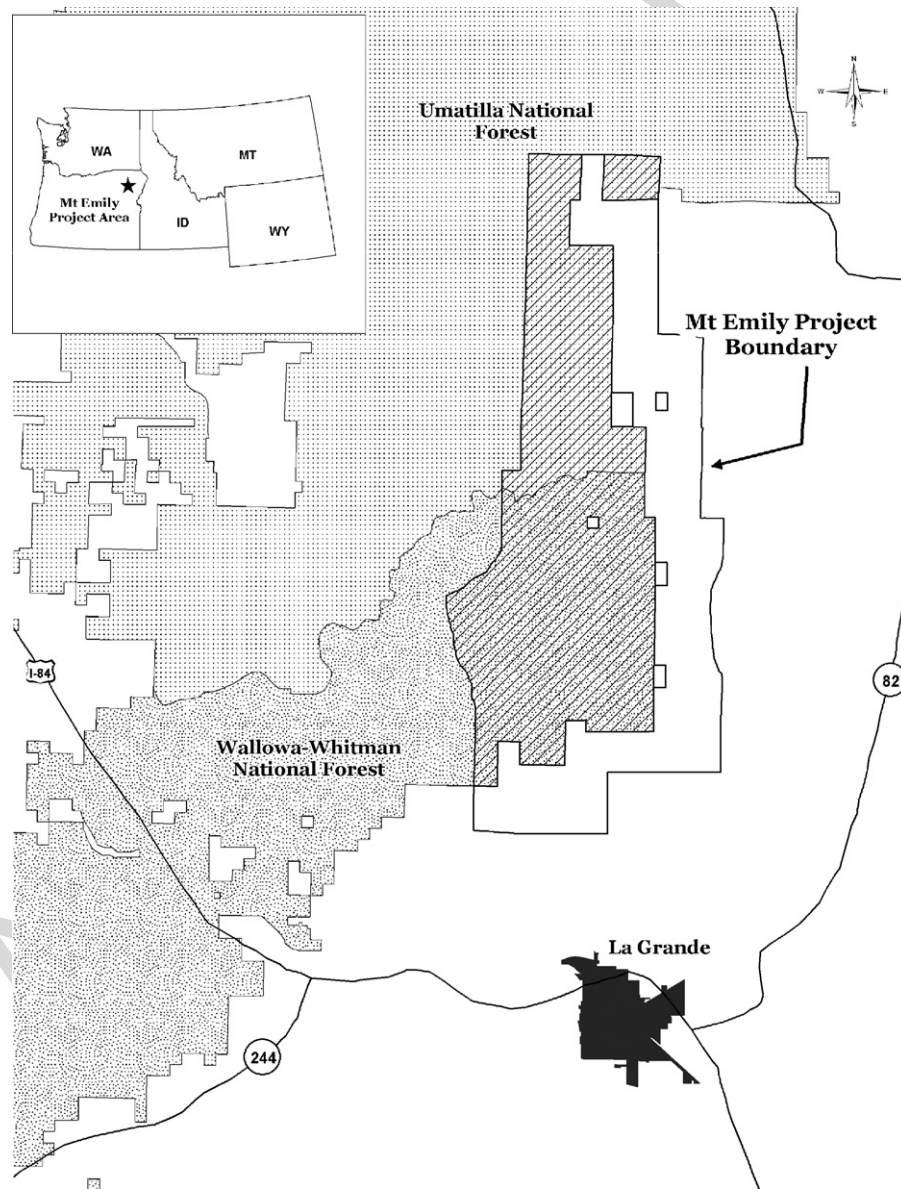 WA
MT
Mt Emily
Project Area
ID
WY
Umatilla National
Forest
N
W
E
S
Mt Emily Project
Boundary
I-84
82
Wallowa-Whitman
National Forest
La Grande
244